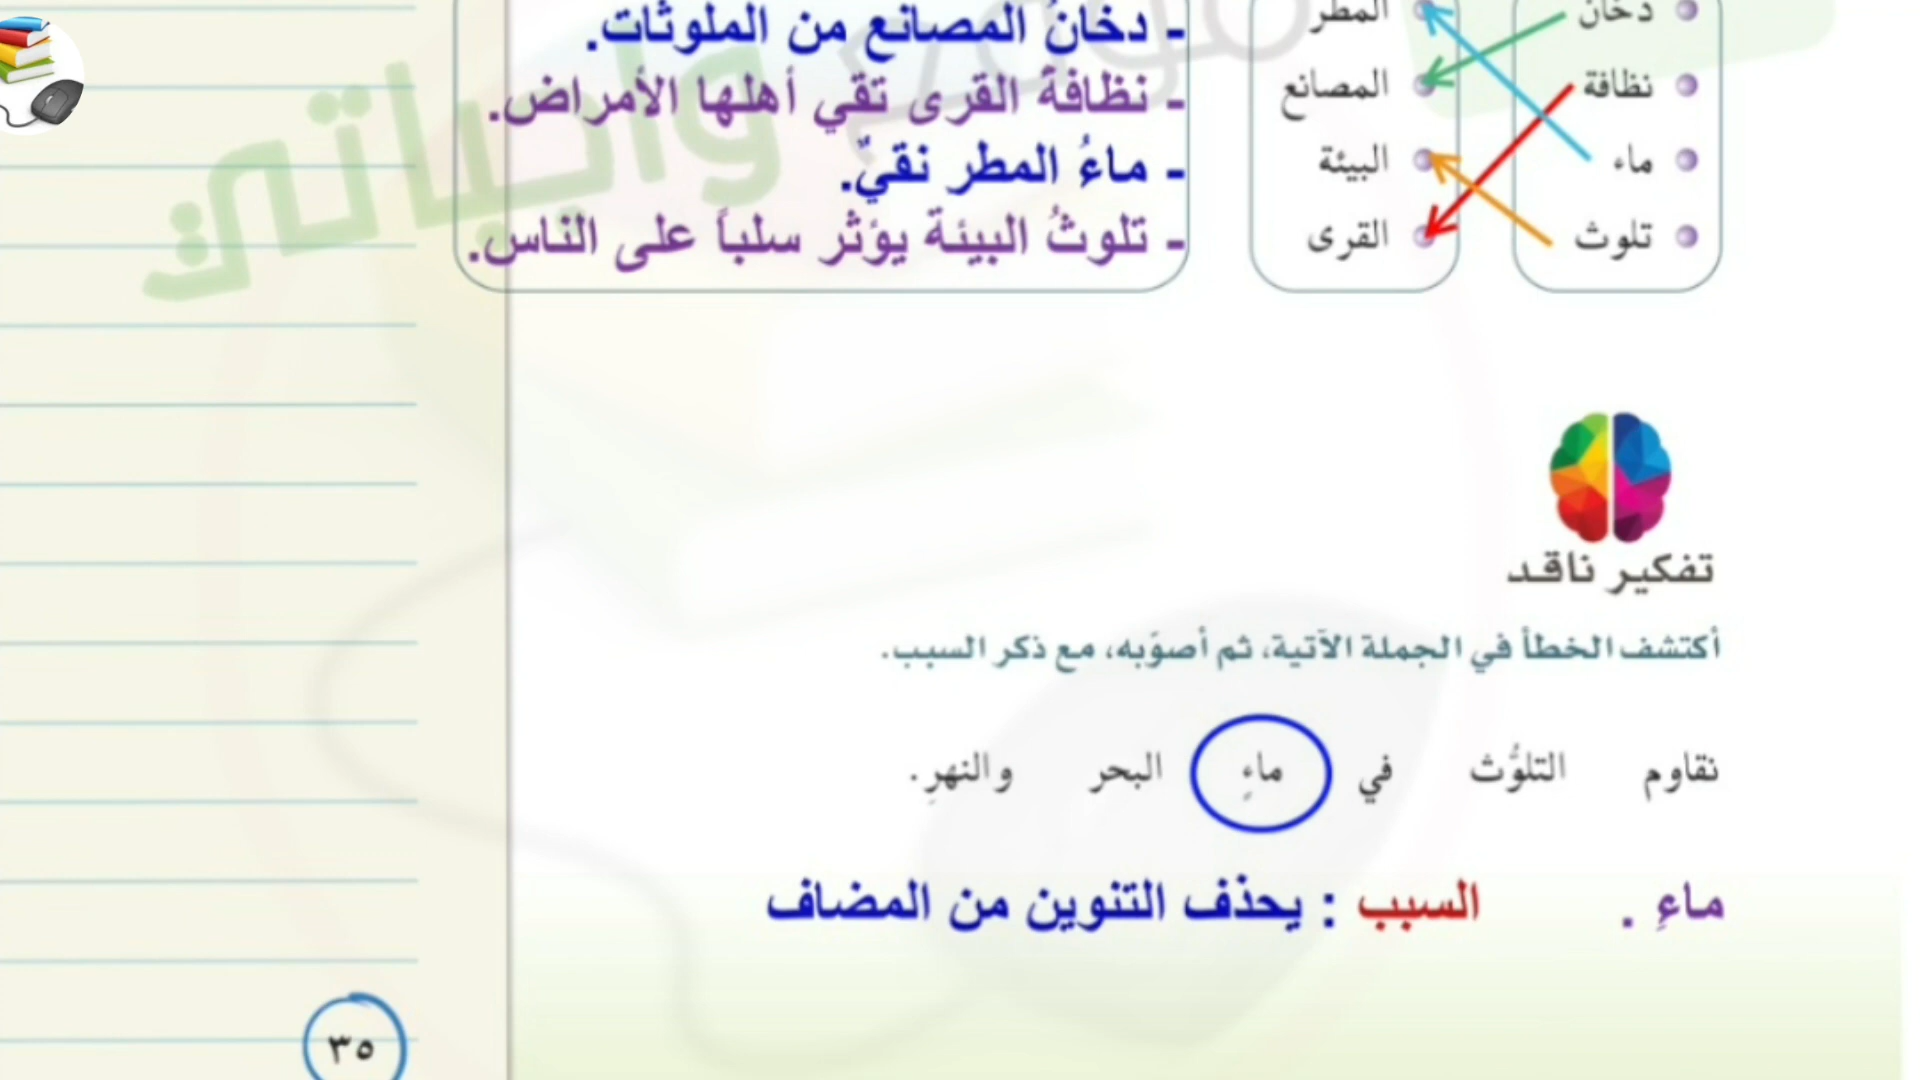 دخان
نظافة
ماء
تلوث
المطر
المصانع
البيئة
القرى
- دخانُ المصانع من الملوثات.
- نظافةُ القرى تقي أهلها الأمراض.
- ماءُ المطر نقيٌ.
- تلوثُ البيئة يؤثر سلباً على الناس.
تفكير ناقد
أكتشف الخطأ في الجملة الآتية، ثم أصوّبه، مع ذكر السبب.
نقاوم التلوُّث في ماءٍ البحر والنهرِ.
ماءِ . السبب : يحذف التنوين من المضاف
٣٥
واجباتي